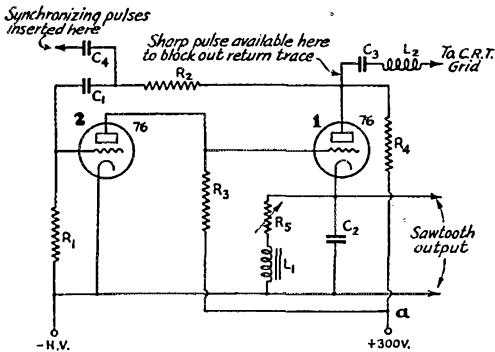 Synchronizing pulses
inserted here
C4
Sharp pulse available here
to block out return trace
C3
L2
To C.R.T.
Grid
C1
R2
2
76
1
76
R4
R3
R1
R5
C2
L1
Sawtooth
output
a
-H.V.
+300V.